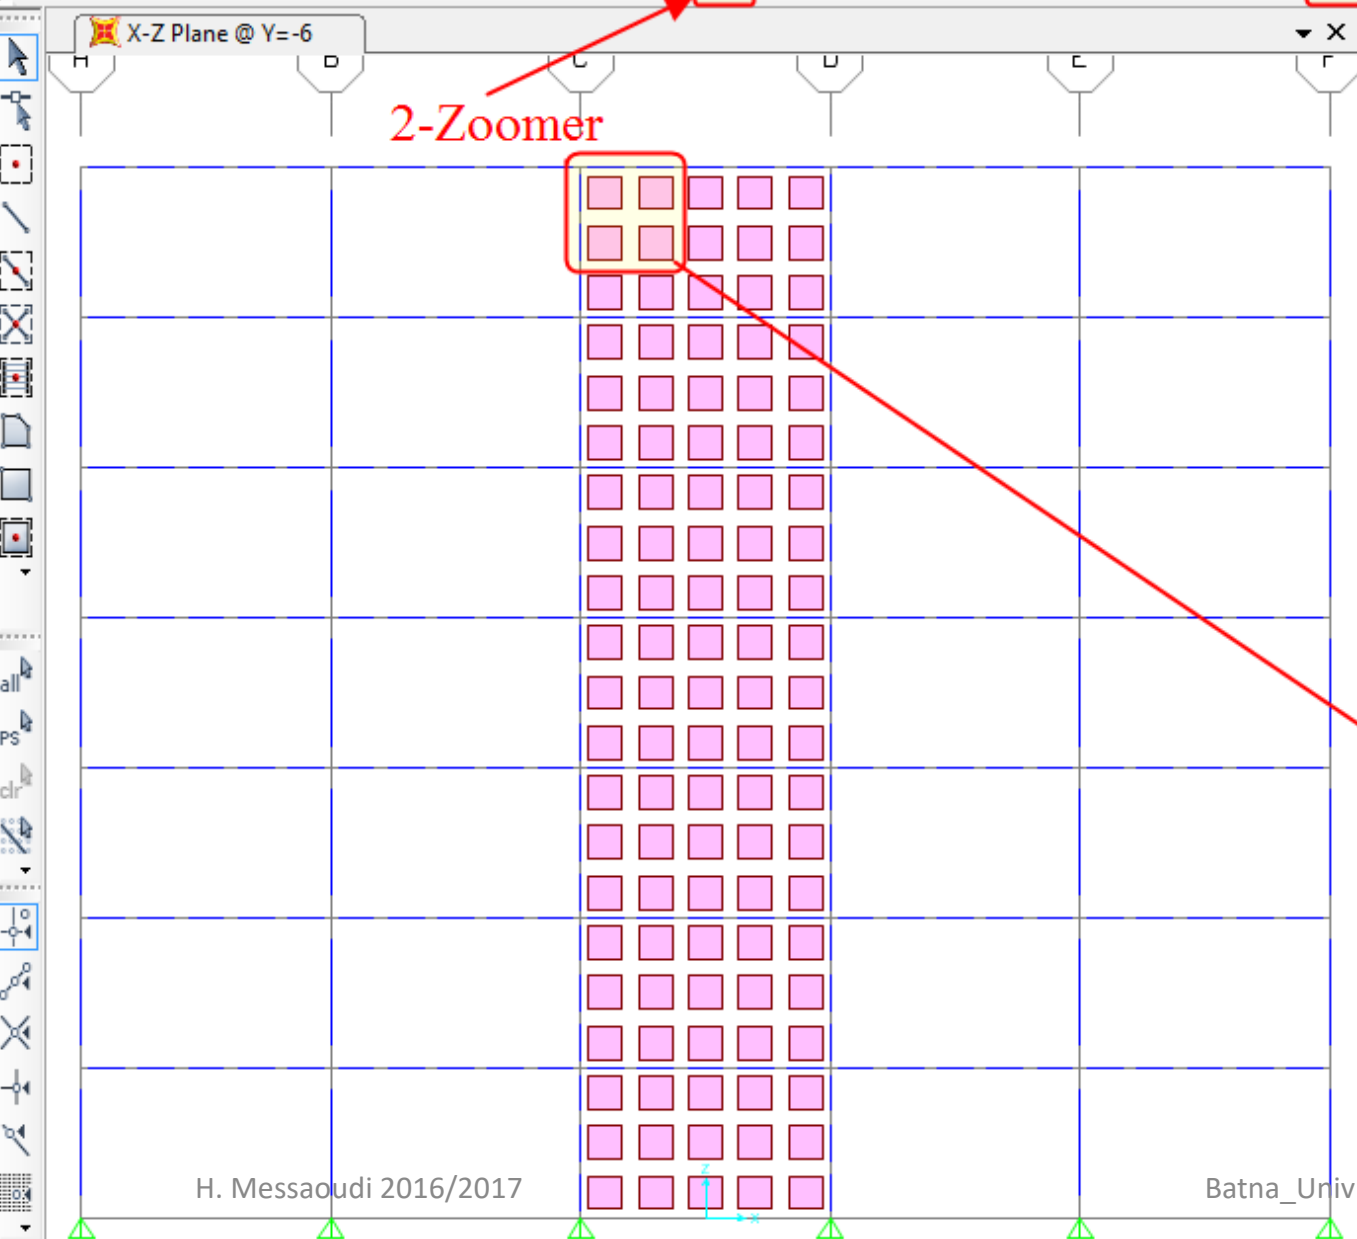 X-Z Plane @ Y=-6
B
C
D
E
F
2-Zoomer
all
PS
clr
Z
X
H. Messaoudi 2016/2017
Batna_Univ